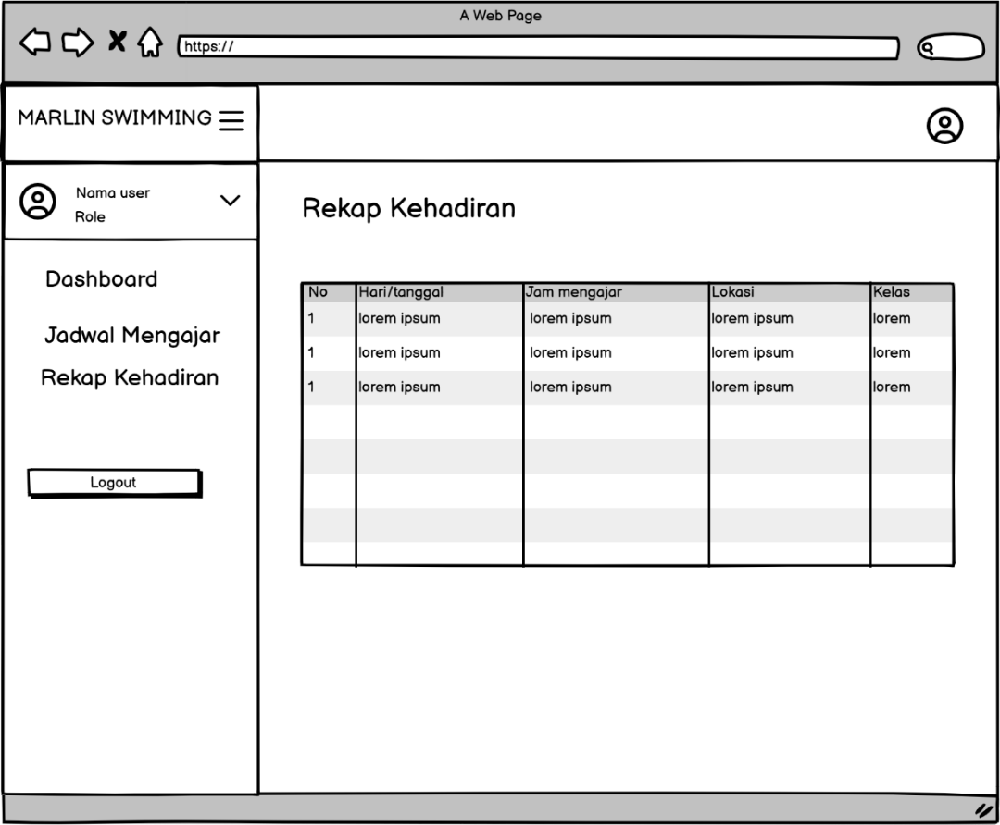 A Web Page
https://
MARLIN SWIMMING
Nama user
Role
Dashboard
Jadwal Mengajar
Rekap Kehadiran
Logout
Rekap Kehadiran
No Hari/tanggal Jam mengajar Lokasi Kelas
1 lorem ipsum lorem ipsum lorem ipsum lorem
1 lorem ipsum lorem ipsum lorem ipsum lorem
1 lorem ipsum lorem ipsum lorem ipsum lorem